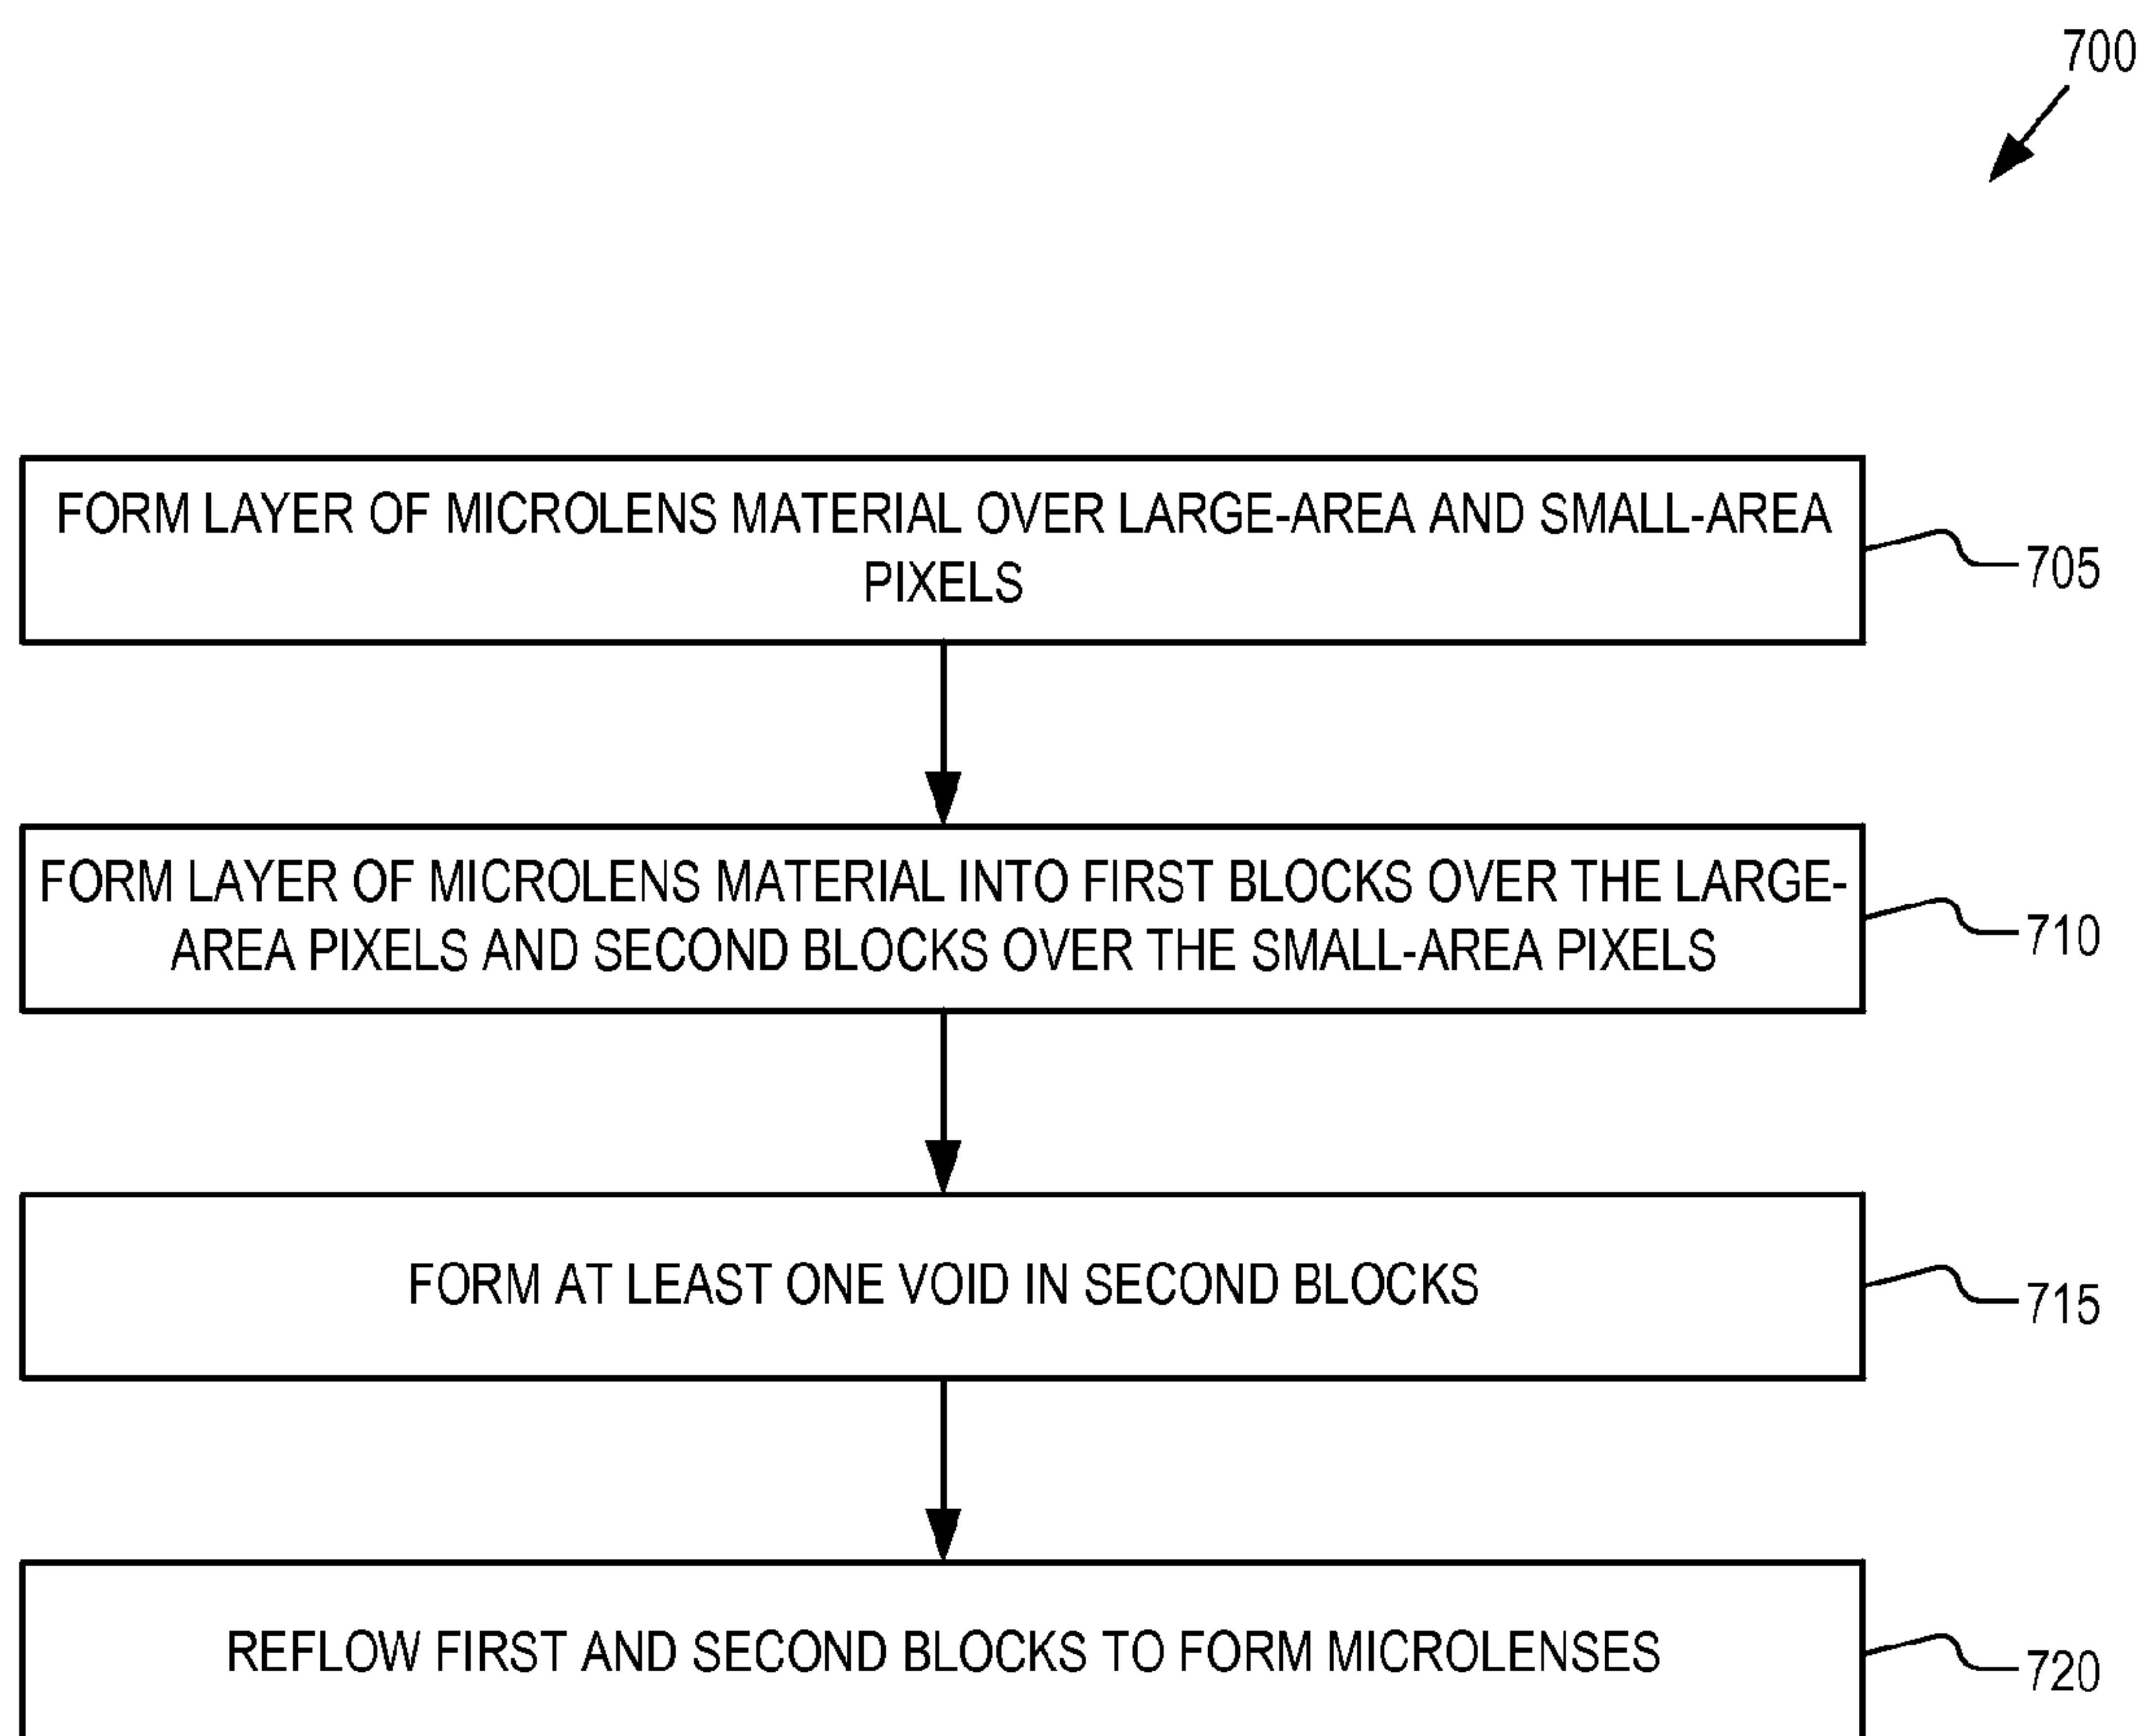 700
FORM LAYER OF MICROLENS MATERIAL OVER LARGE-AREA AND SMALL-AREA
PIXELS
705
FORM LAYER OF MICROLENS MATERIAL INTO FIRST BLOCKS OVER THE LARGE-
AREA PIXELS AND SECOND BLOCKS OVER THE SMALL-AREA PIXELS
710
FORM AT LEAST ONE VOID IN SECOND BLOCKS
715
REFLOW FIRST AND SECOND BLOCKS TO FORM MICROLENSES
720